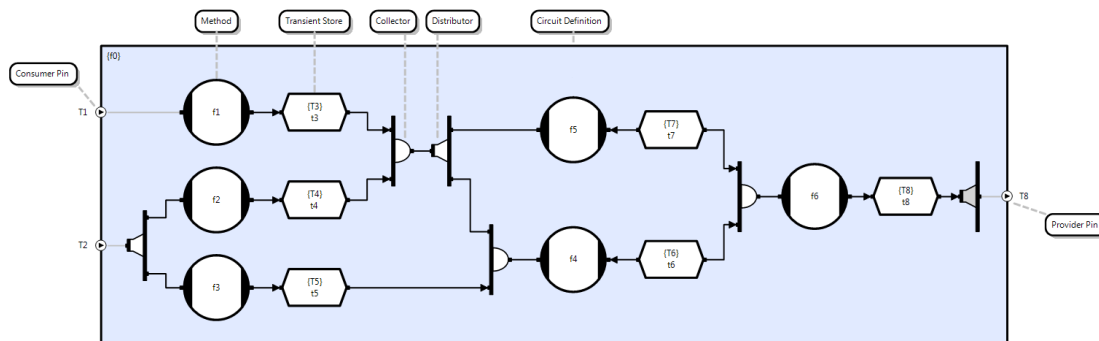 Method
Transient Store
Collector
Distributor
Circuit Definition
{f0}
Consumer Pin
T1
f1
{T3}
t3
f5
{T7}
t7
f2
{T4}
t4
f6
{T8}
t8
T8
Provider Pin
T2
f3
{T5}
t5
f4
{T6}
t6